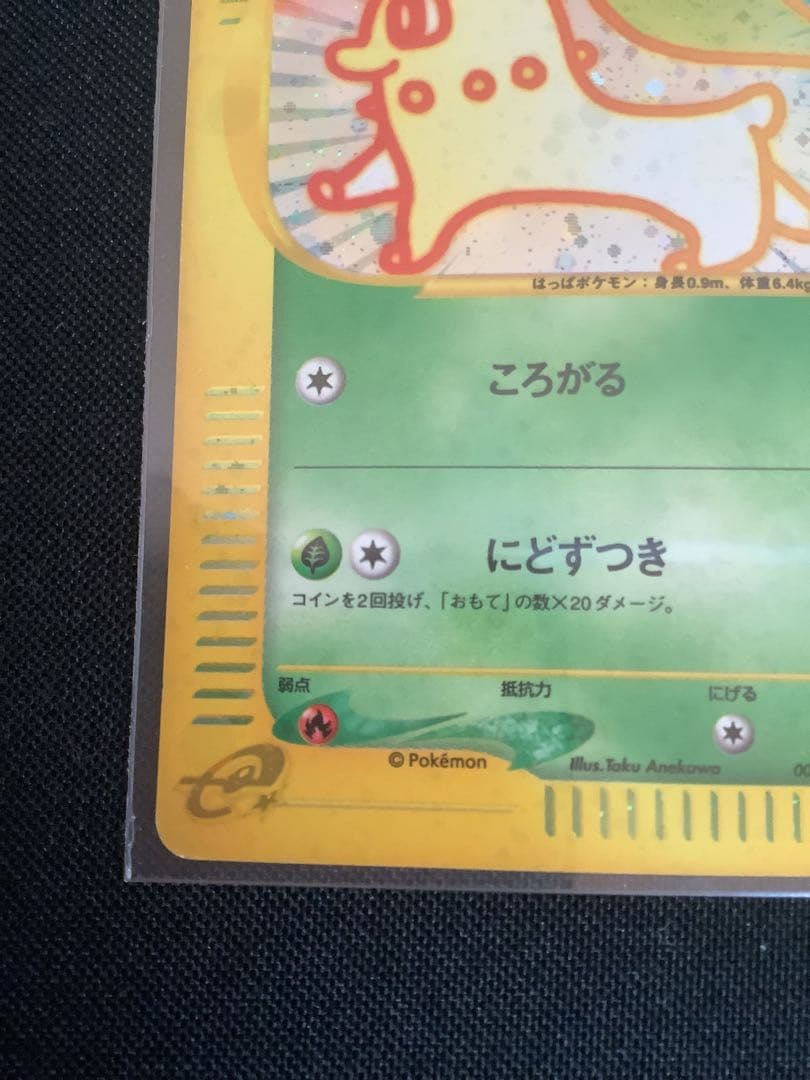 はっぱポケモン：身長0.9m、体重6.4kg
ころがる
にどずつき
コインを2回投げ、「おもて」の数×20ダメージ。
弱点 抵抗力 にげる
©Pokémon Illus.Taku Anekawa 00